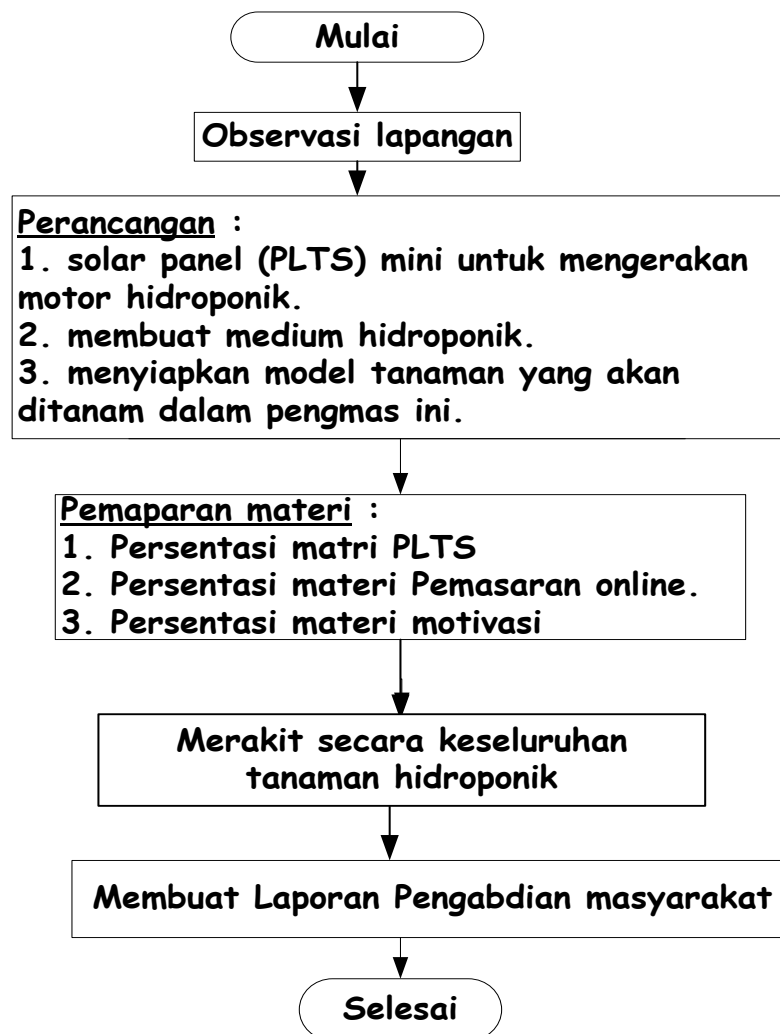 Mulai
Observasi lapangan
Perancangan :
1. solar panel (PLTS) mini untuk mengerakan
motor hidroponik.
2. membuat medium hidroponik.
3. menyiapkan model tanaman yang akan
ditanam dalam pengmas ini.
Pemaparan materi :
1. Persentasi matri PLTS
2. Persentasi materi Pemasaran online.
3. Persentasi materi motivasi
Merakit secara keseluruhan
tanaman hidroponik
Membuat Laporan Pengabdian masyarakat
Selesai